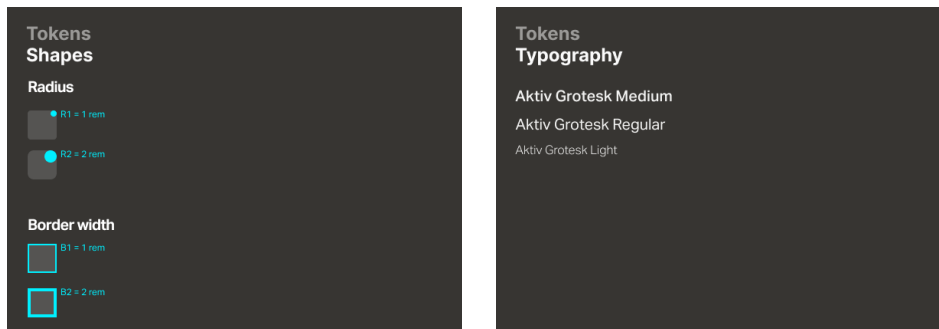 Tokens
Shapes
Radius
R1 = 1 rem
R2 = 2 rem
Border width
B1 = 1 rem
B2 = 2 rem
Tokens
Typography
Aktiv Grotesk Medium
Aktiv Grotesk Regular
Aktiv Grotesk Light